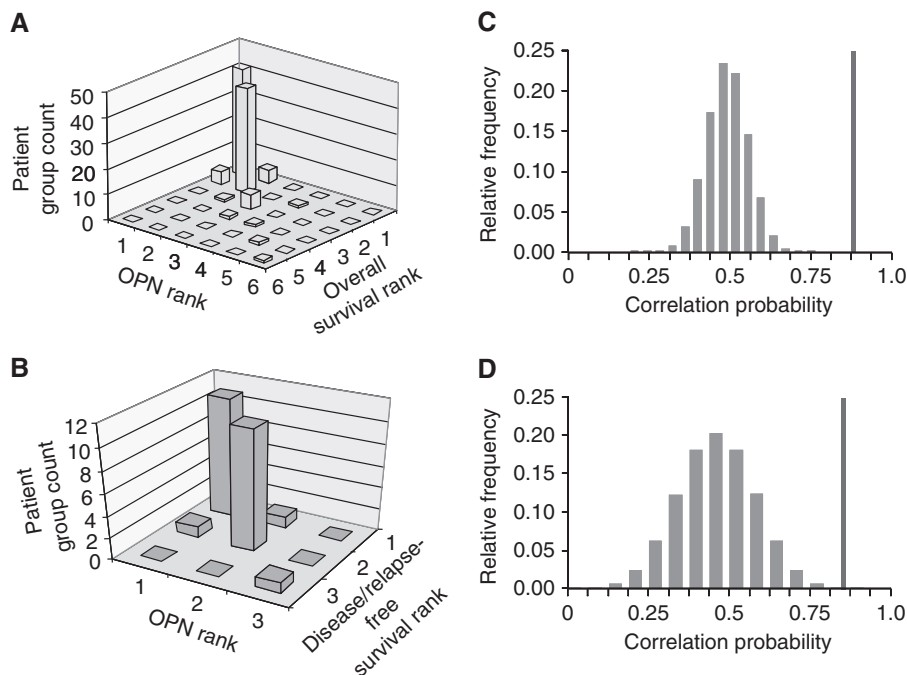 A
Patient
group count
50
40
30
20
10
0
1
2
3
4
5
6
OPN rank
6
5
4
3
2
1
Overall
survival rank
B
Patient
group count
12
10
8
6
4
2
0
1
2
3
OPN rank
3
2
1
Disease/relapse-
free
survival rank
C
Relative frequency
0.25
0.20
0.15
0.10
0.05
0.00
0 0.25 0.5 0.75 1.0
Correlation probability
D
Relative frequency
0.25
0.20
0.15
0.10
0.05
0.00
0 0.25 0.5 0.75 1.0
Correlation probability